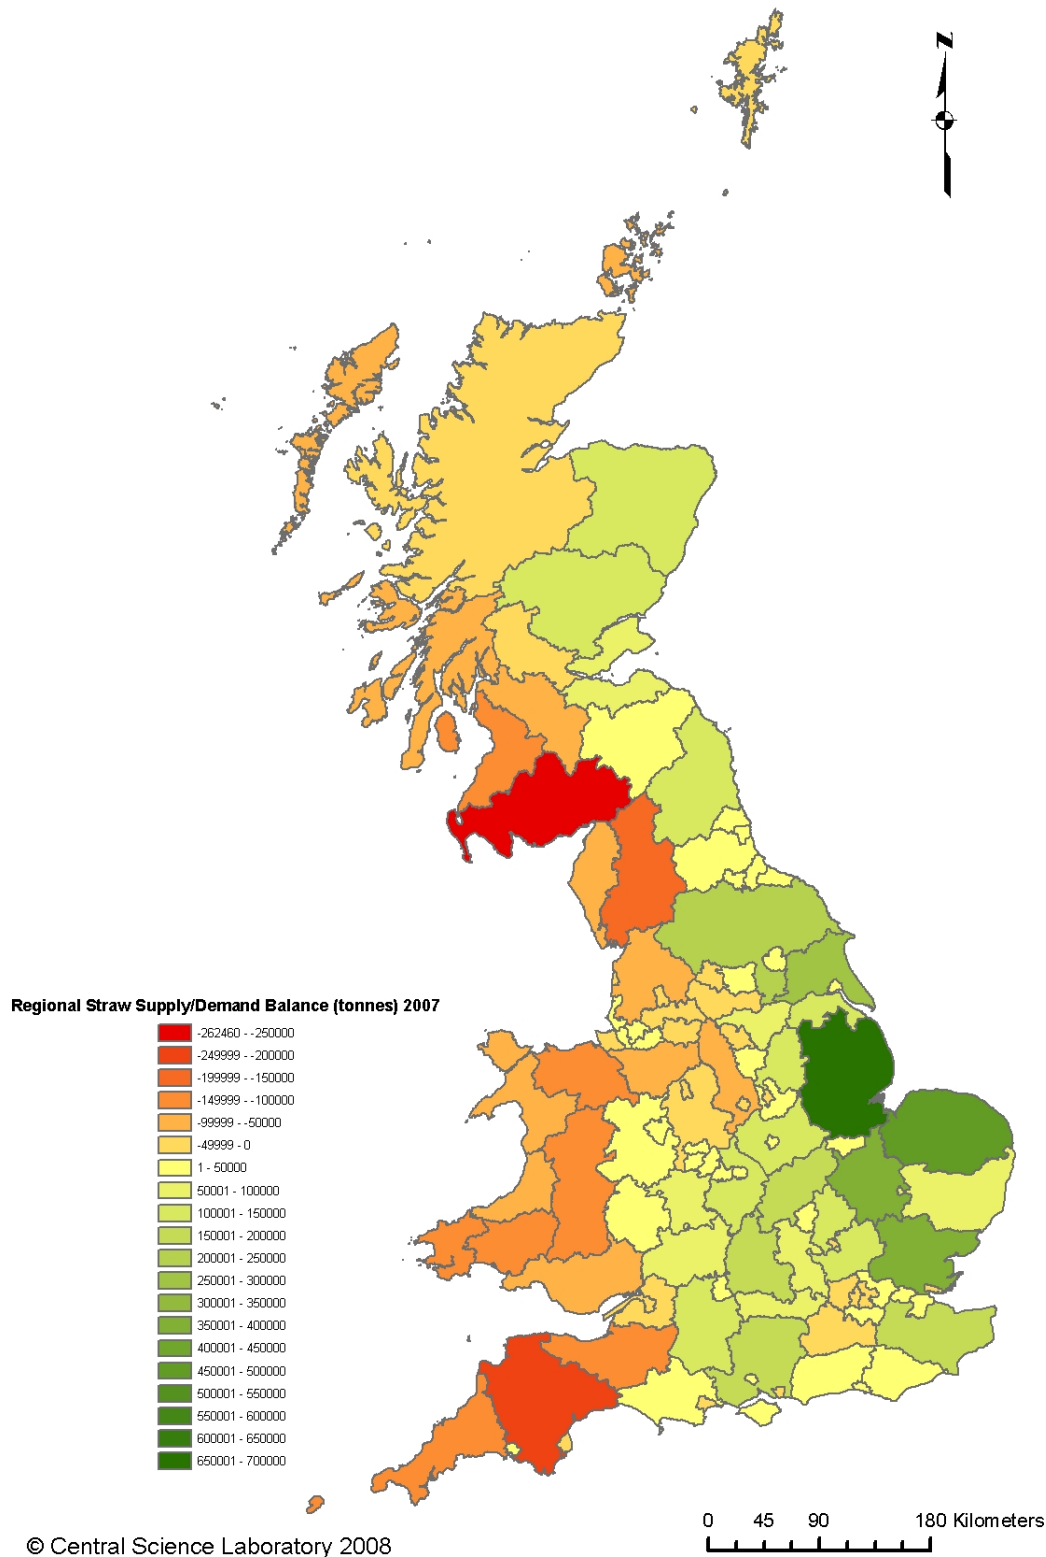 N
Regional Straw Supply/Demand Balance (tonnes) 2007
-262460 - -250000
-249999 - -200000
-199999 - -150000
-149999 - -100000
-99999 - -50000
-49999 - 0
1 - 50000
50001 - 100000
100001 - 150000
150001 - 200000
200001 - 250000
250001 - 300000
300001 - 350000
350001 - 400000
400001 - 450000
450001 - 500000
500001 - 550000
550001 - 600000
600001 - 650000
650001 - 700000
0 45 90 180 Kilometers
© Central Science Laboratory 2008